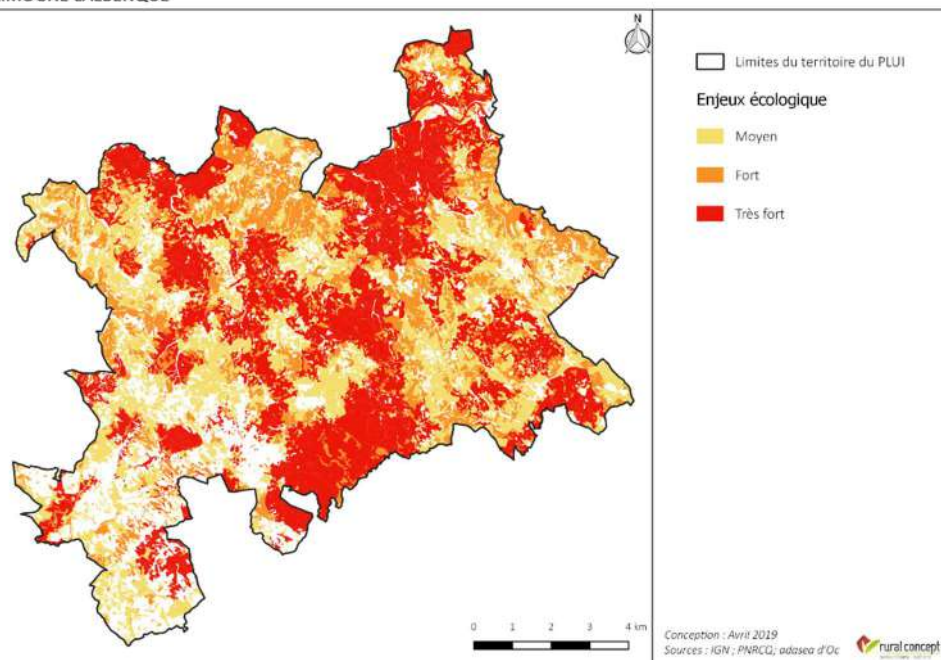 N
Limites du territoire du PLUI
Enjeux écologique
Moyen
Fort
Très fort
0 1 2 3 4 km
Conception : Avril 2019
Sources : IGN ; PNRCQ; adasea d'Oc
rural concept